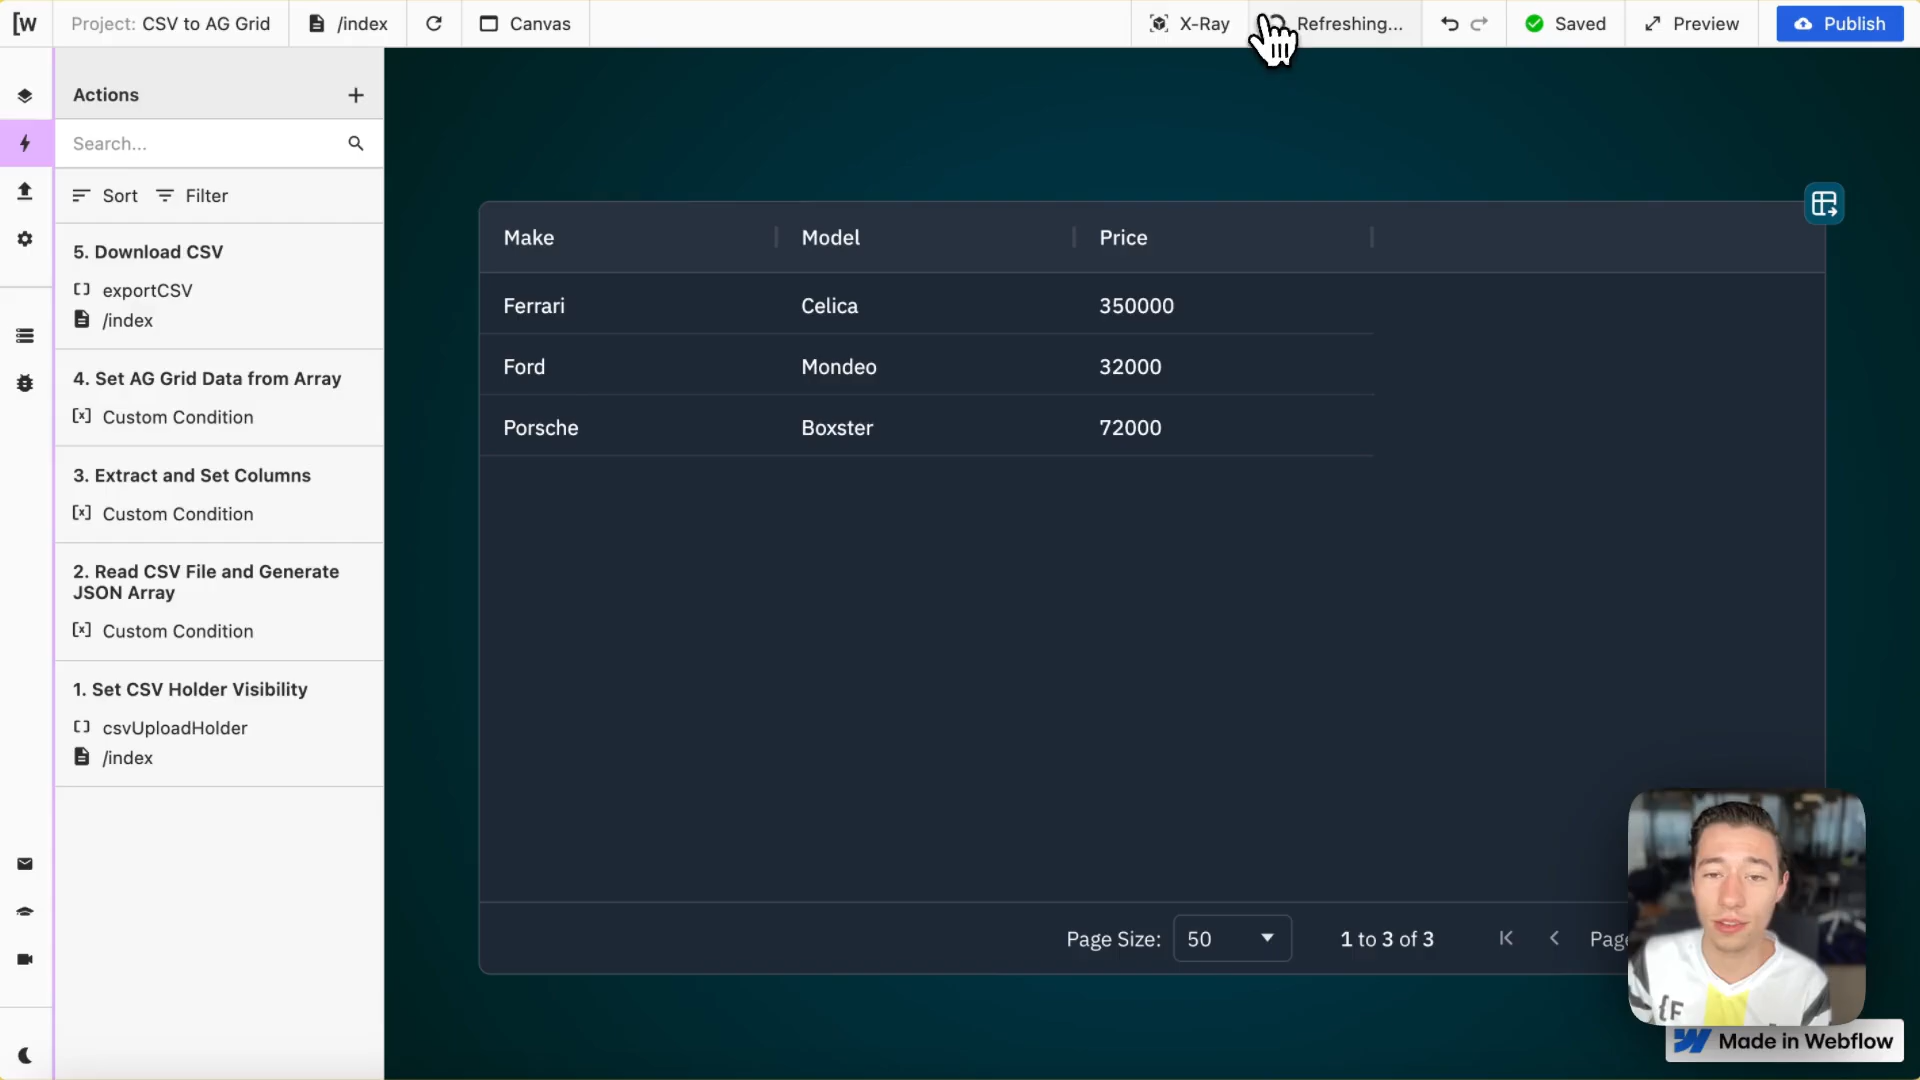 [w
Project: CSV to AG Grid
/index
Canvas
X-Ray
Refreshing...
Saved
Preview
Publish
Actions
Search...
Sort
Filter
5. Download CSV
exportCSV
/index
4. Set AG Grid Data from Array
Custom Condition
3. Extract and Set Columns
Custom Condition
2. Read CSV File and Generate
JSON Array
Custom Condition
1. Set CSV Holder Visibility
csvUploadHolder
/index
Make Model Price
Ferrari Celica 350000
Ford Mondeo 32000
Porsche Boxster 72000
Page Size: 50 1 to 3 of 3
{F
Made in Webflow